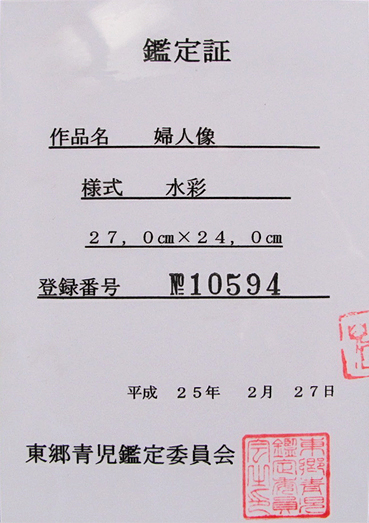 鑑定証
作品名 婦人像
様式 水彩
27,0㎝×24,0㎝
登録番号 №10594
平成 25年 2月 27日
東郷青児鑑定委員会